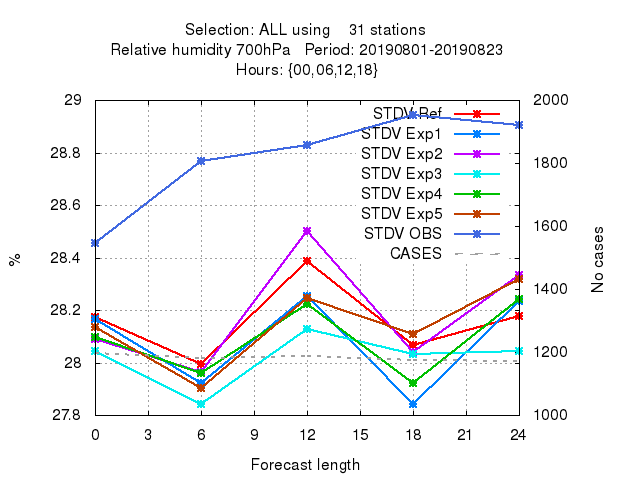 Selection: ALL using    31 stations
Relative humidity 700hPa   Period: 20190801-20190823
Hours: {00,06,12,18}
29
2000
STDV Ref
STDV Exp1
28.8
STDV Exp2
1800
STDV Exp3
STDV Exp4
28.6
STDV Exp5
1600
STDV OBS
CASES
28.4
%
No cases
1400
28.2
1200
28
27.8
1000
0 3 6 9 12 15 18 21 24
Forecast length